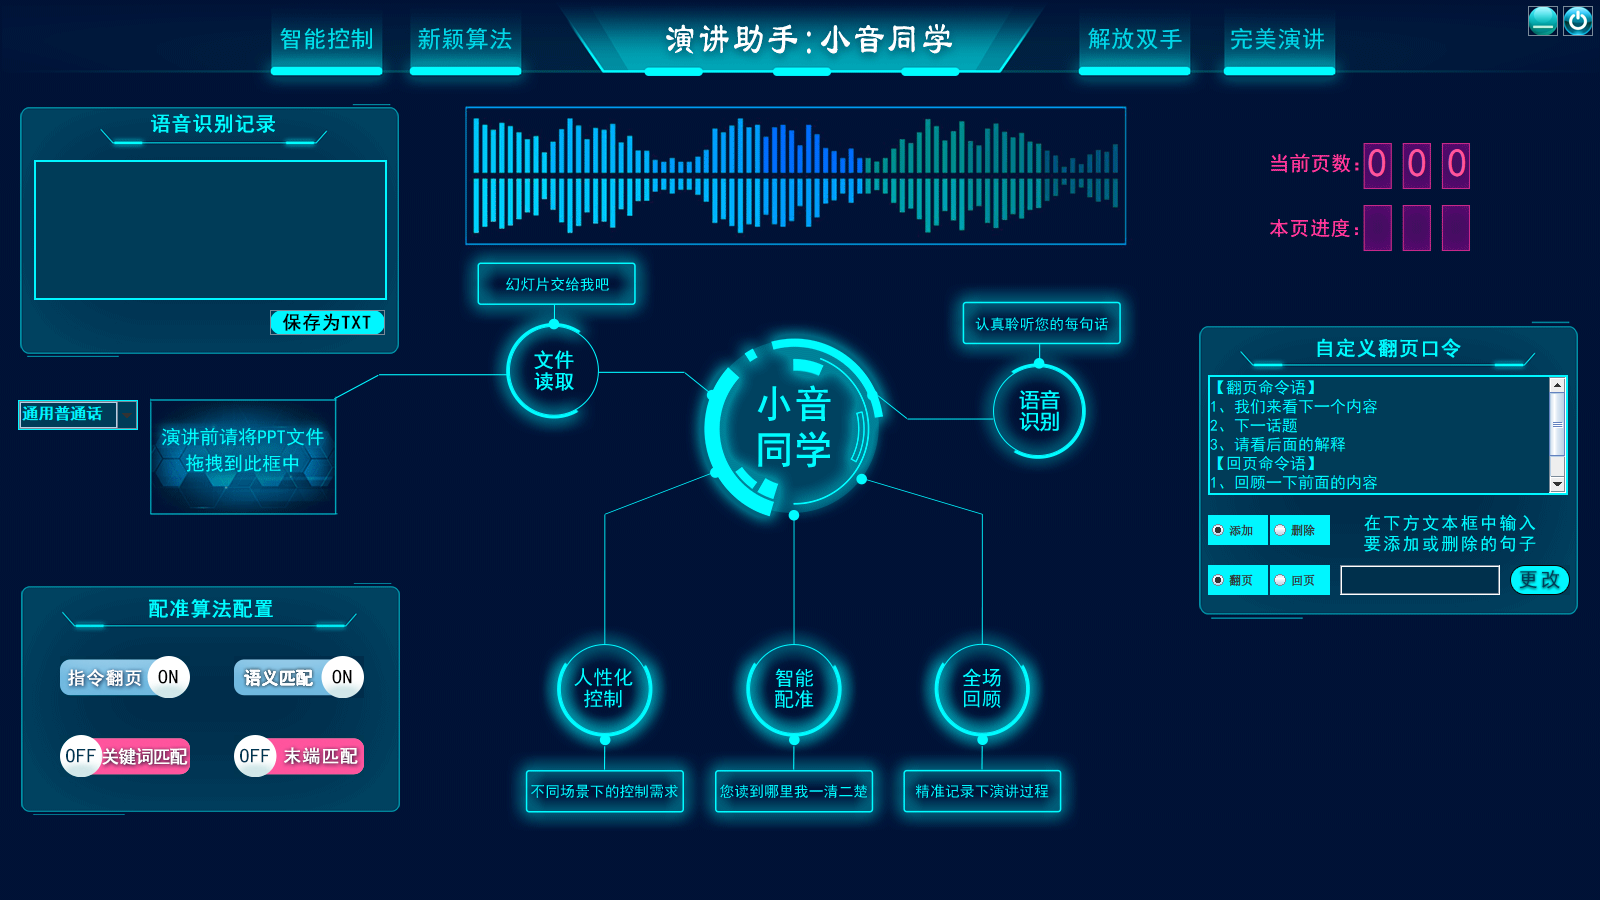 智能控制
新颖算法
演讲助手:小音同学
解放双手
完美演讲
语音识别记录
保存为TXT
当前页数:000
本页进度:
幻灯片交给我吧
文件
读取
认真聆听您的每句话
语音
识别
小音
同学
通用普通话
演讲前请将PPT文件
拖拽到此框中
自定义翻页口令
【翻页命令语】
1、我们来看下一个内容
2、下一话题
3、请看后面的解释
【回页命令语】
1、回顾一下前面的内容
添加
删除
在下方文本框中输入
要添加或删除的句子
翻页
回页
更改
配准算法配置
指令翻页 ON
语义匹配 ON
OFF 关键词匹配
OFF 末端匹配
人性化
控制
不同场景下的控制需求
智能
配准
您读到哪里我一清二楚
全场
回顾
精准记录下演讲过程